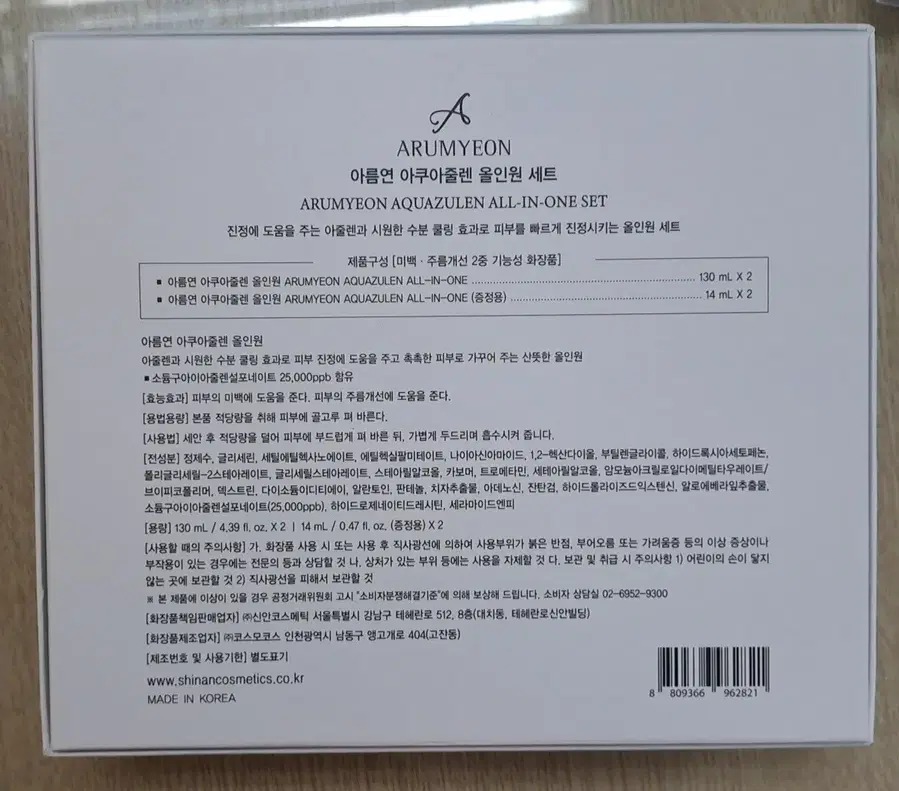 A
ARUMYEON
아름연 아쿠아줄렌 올인원 세트
ARUMYEON AQUAZULEN ALL-IN-ONE SET
진정에 도움을 주는 아줄렌과 시원한 수분 쿨링 효과로 피부를 빠르게 진정시키는 올인원 세트
제품구성 [미백 · 주름개선 2중 기능성 화장품]
▪ 아름연 아쿠아줄렌 올인원 ARUMYEON AQUAZULEN ALL-IN-ONE ........ 130 mL X 2
▪ 아름연 아쿠아줄렌 올인원 ARUMYEON AQUAZULEN ALL-IN-ONE (증정용) ........ 14 mL X 2
아름연 아쿠아줄렌 올인원
아줄렌과 시원한 수분 쿨링 효과로 피부 진정에 도움을 주고 촉촉한 피부로 가꾸어 주는 산뜻한 올인원
▪ 소듐구아이아줄렌설포네이트 25,000ppb 함유
[효능효과] 피부의 미백에 도움을 준다. 피부의 주름개선에 도움을 준다.
[용법용량] 본품 적당량을 취해 피부에 골고루 펴 바른다.
[사용법] 세안 후 적당량을 덜어 피부에 부드럽게 펴 바른 뒤, 가볍게 두드리며 흡수시켜 줍니다.
[전성분] 정제수, 글리세린, 세틸에틸헥사노에이트, 에틸헥실팔미테이트, 나이아신아마이드, 1,2-헥산다이올, 부틸렌글라이콜, 하이드록시아세토페논,
폴리글리세릴-2스테아레이트, 글리세릴스테아레이트, 스테아릴알코올, 카보머, 트로메타민, 세테아릴알코올, 암모늄아크릴로일다이메틸타우레이트/
브이피코폴리머, 덱스트린, 다이소듐이디티에이, 알란토인, 판테놀, 치자추출물, 아데노신, 잔탄검, 하이드롤라이즈드익스텐신, 알로에베라잎추출물,
소듐구아이아줄렌설포네이트(25,000ppb), 하이드로제네이티드레시틴, 세라마이드엔피
[용량] 130 mL / 4.39 fl. oz. X 2 ㅣ 14 mL / 0.47 fl. oz. (증정용) X 2
[사용할 때의 주의사항] 가. 화장품 사용 시 또는 사용 후 직사광선에 의하여 사용부위가 붉은 반점, 부어오름 또는 가려움증 등의 이상 증상이나
부작용이 있는 경우에는 전문의 등과 상담할 것 나. 상처가 있는 부위 등에는 사용을 자제할 것 다. 보관 및 취급 시 주의사항 1) 어린이의 손이 닿지
않는 곳에 보관할 것 2) 직사광선을 피해서 보관할 것
※ 본 제품에 이상이 있을 경우 공정거래위원회 고시 "소비자분쟁해결기준"에 의해 보상해 드립니다. 소비자 상담실 02-6952-9300
[화장품책임판매업자] ㈜신안코스메틱 서울특별시 강남구 테헤란로 512, 8층(대치동, 테헤란로신안빌딩)
[화장품제조업자] ㈜코스모코스 인천광역시 남동구 앵고개로 404(고잔동)
[제조번호 및 사용기한] 별도표기
www.shinancosmetics.co.kr
MADE IN KOREA
8 809366 962821